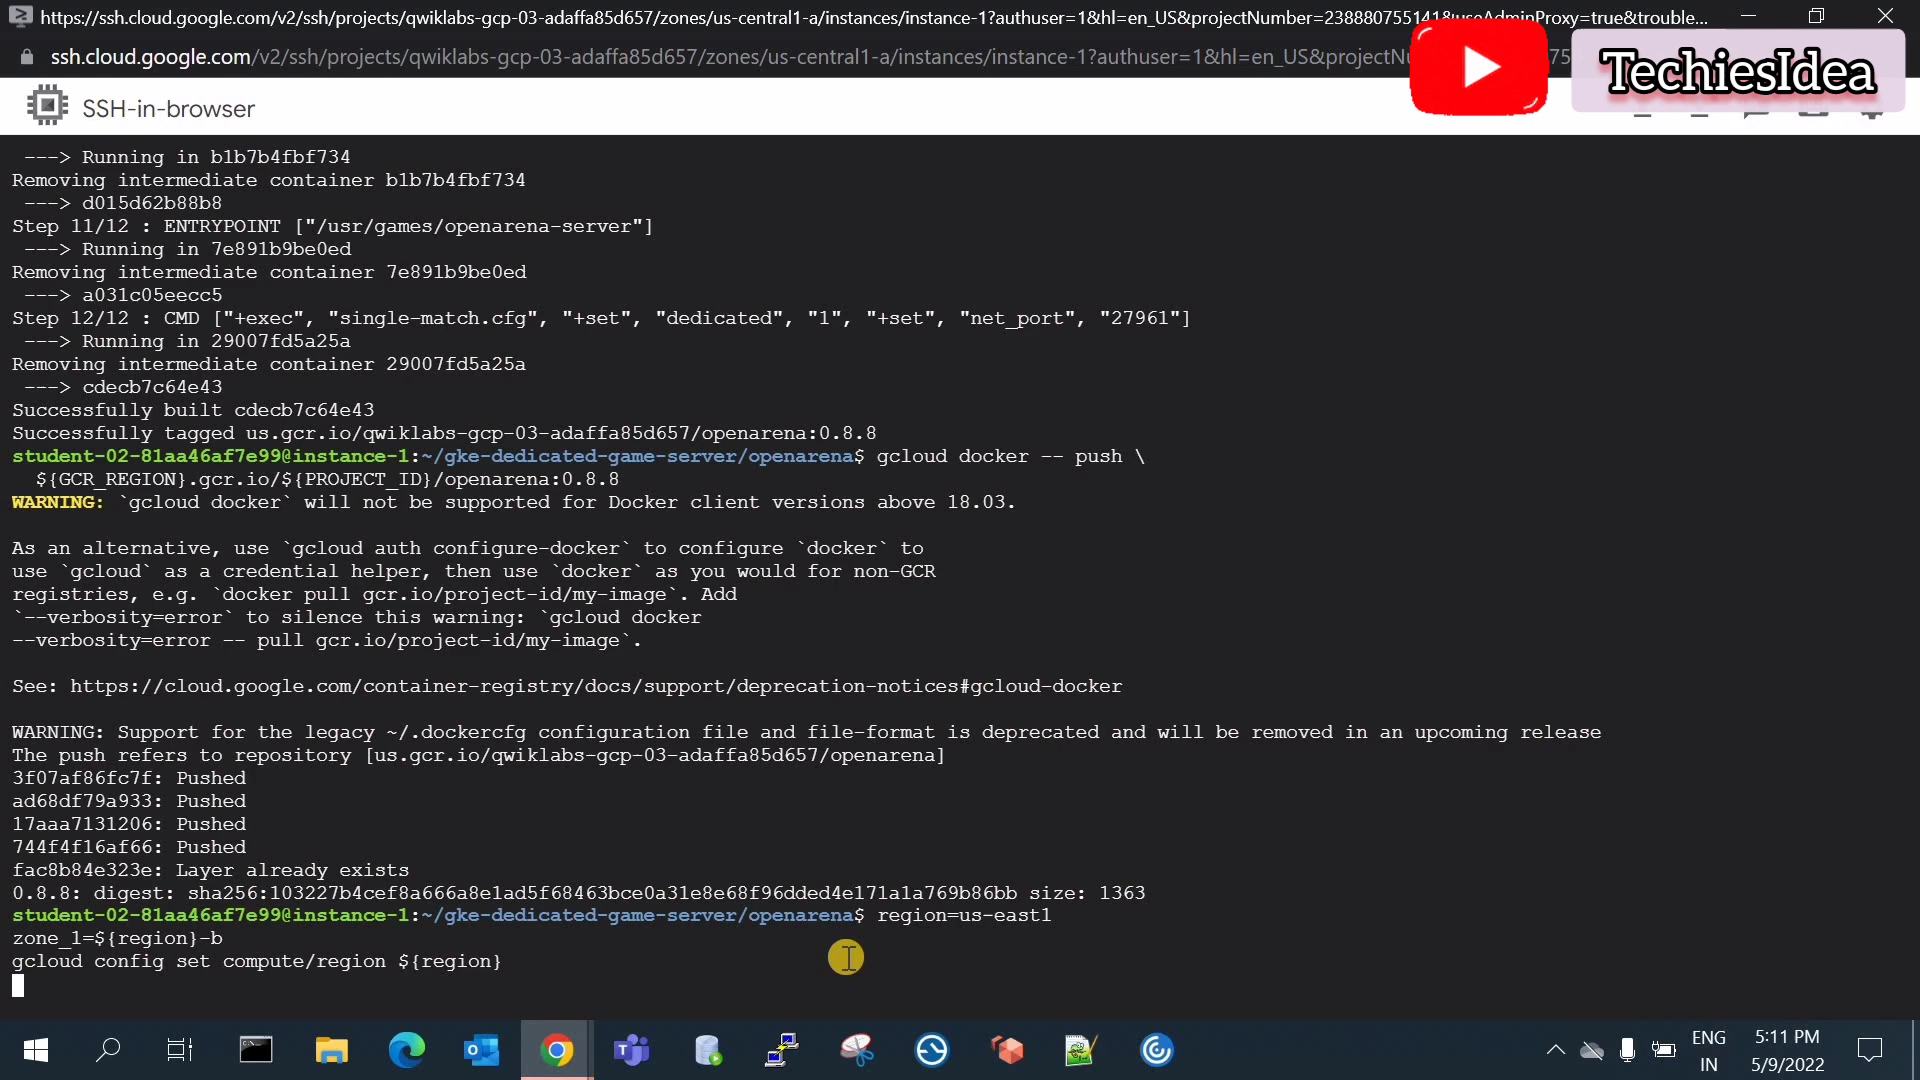 https://ssh.cloud.google.com/v2/ssh/projects/qwiklabs-gcp-03-adaffa85d657/zones/us-central1-a/instances/instance-1?authuser=1&hl=en_US&projectNumber=238880755141&useAdminProxy=true&trouble...
ssh.cloud.google.com/v2/ssh/projects/qwiklabs-gcp-03-adaffa85d657/zones/us-central1-a/instances/instance-1?authuser=1&hl=en_US&projectNu
TechiesIdea
SSH-in-browser
---> Running in b1b7b4fbf734
Removing intermediate container b1b7b4fbf734
---> d015d62b88b8
Step 11/12 : ENTRYPOINT ["/usr/games/openarena-server"]
---> Running in 7e891b9be0ed
Removing intermediate container 7e891b9be0ed
---> a031c05eecc5
Step 12/12 : CMD ["+exec", "single-match.cfg", "+set", "dedicated", "1", "+set", "net_port", "27961"]
---> Running in 29007fd5a25a
Removing intermediate container 29007fd5a25a
---> cdecb7c64e43
Successfully built cdecb7c64e43
Successfully tagged us.gcr.io/qwiklabs-gcp-03-adaffa85d657/openarena:0.8.8
student-02-81aa46af7e99@instance-1:~/gke-dedicated-game-server/openarena$ gcloud docker -- push \
${GCR_REGION}.gcr.io/${PROJECT_ID}/openarena:0.8.8
WARNING: `gcloud docker` will not be supported for Docker client versions above 18.03.
As an alternative, use `gcloud auth configure-docker` to configure `docker` to
use `gcloud` as a credential helper, then use `docker` as you would for non-GCR
registries, e.g. `docker pull gcr.io/project-id/my-image`. Add
`--verbosity=error` to silence this warning: `gcloud docker
--verbosity=error -- pull gcr.io/project-id/my-image`.
See: https://cloud.google.com/container-registry/docs/support/deprecation-notices#gcloud-docker
WARNING: Support for the legacy ~/.dockercfg configuration file and file-format is deprecated and will be removed in an upcoming release
The push refers to repository [us.gcr.io/qwiklabs-gcp-03-adaffa85d657/openarena]
3f07af86fc7f: Pushed
ad68df79a933: Pushed
17aaa7131206: Pushed
744f4f16af66: Pushed
fac8b84e323e: Layer already exists
0.8.8: digest: sha256:103227b4cef8a666a8e1ad5f68463bce0a31e8e68f96dded4e171a1a769b86bb size: 1363
student-02-81aa46af7e99@instance-1:~/gke-dedicated-game-server/openarena$ region=us-east1
zone_1=${region}-b
gcloud config set compute/region ${region}
ENG
IN
5:11 PM
5/9/2022